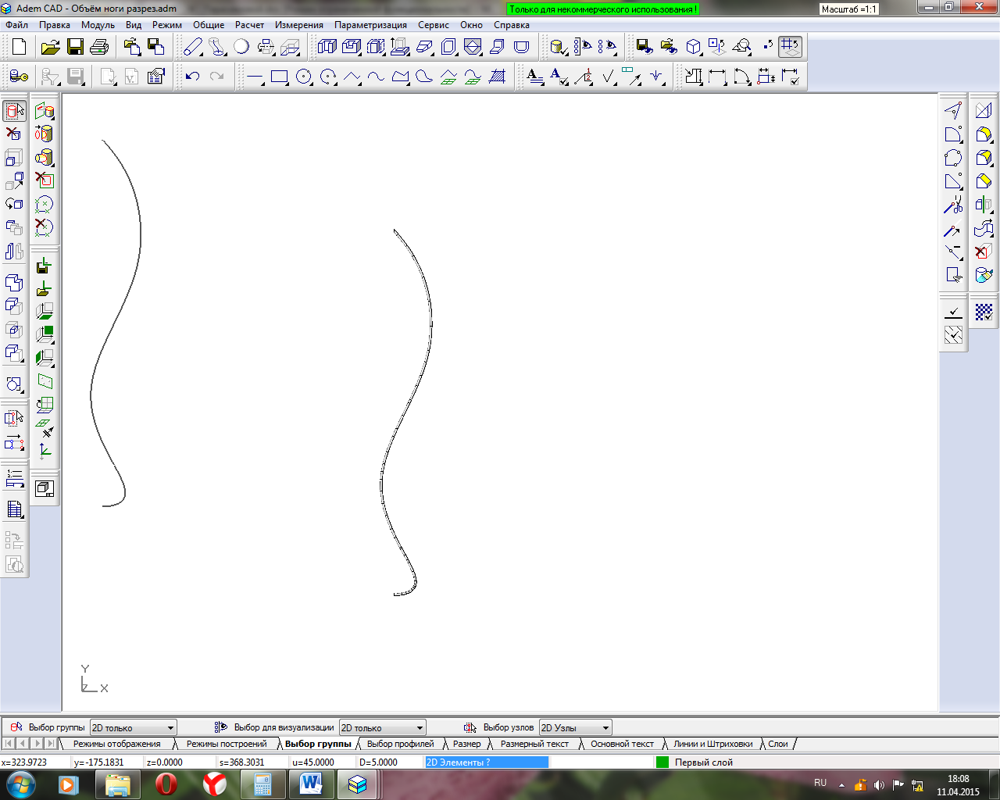 Adem CAD - Объём ноги разрез.adm
Только для некоммерческого использования !
Масштаб =1:1
Файл Правка Модуль Вид Режим Общие Расчет Измерения Параметризация Сервис Окно Справка
Y
Z X
Выбор группы 2D только Выбор для визуализации 2D только Выбор узлов 2D Узлы
Режимы отображения Режимы построений Выбор группы Выбор профилей Размер Размерный текст Основной текст Линии и Штриховки Слои
x=323.9723 y=-175.1831 z=0.0000 s=368.3031 u=45.0000 D=5.0000 2D Элементы ? Первый слой
RU 18:08
11.04.2015